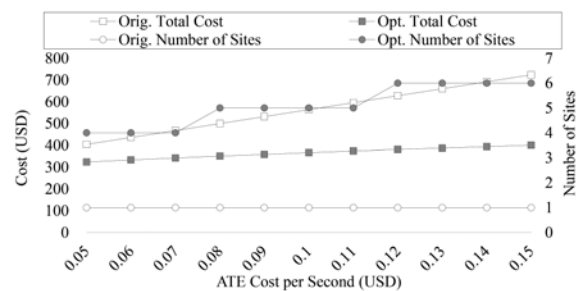 Orig. Total Cost Opt. Total Cost
Orig. Number of Sites Opt. Number of Sites
800 7
700 6
600 5
500 4
400 3
300 2
200 1
100 0
0
Cost (USD)
Number of Sites
0.05 0.06 0.07 0.08 0.09 0.1 0.11 0.12 0.13 0.14 0.15
ATE Cost per Second (USD)